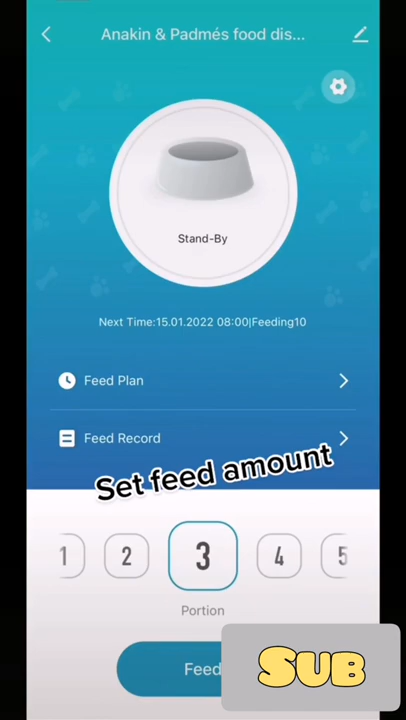 Anakin & Padmés food dis...
Stand-By
Next Time:15.01.2022 08:00|Feeding10
Feed Plan
Feed Record
Set feed amount
1 2 3 4 5
Portion
Feed
SUB